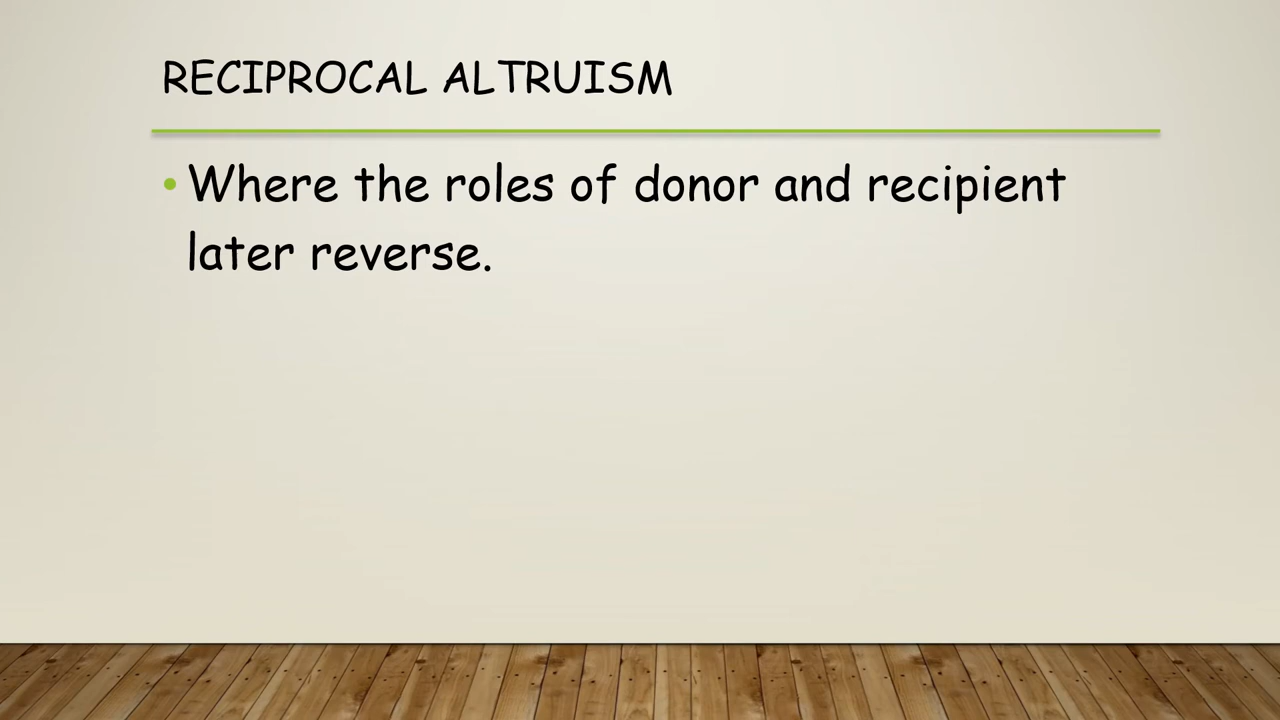 RECIPROCAL ALTRUISM
• Where the roles of donor and recipient
later reverse.